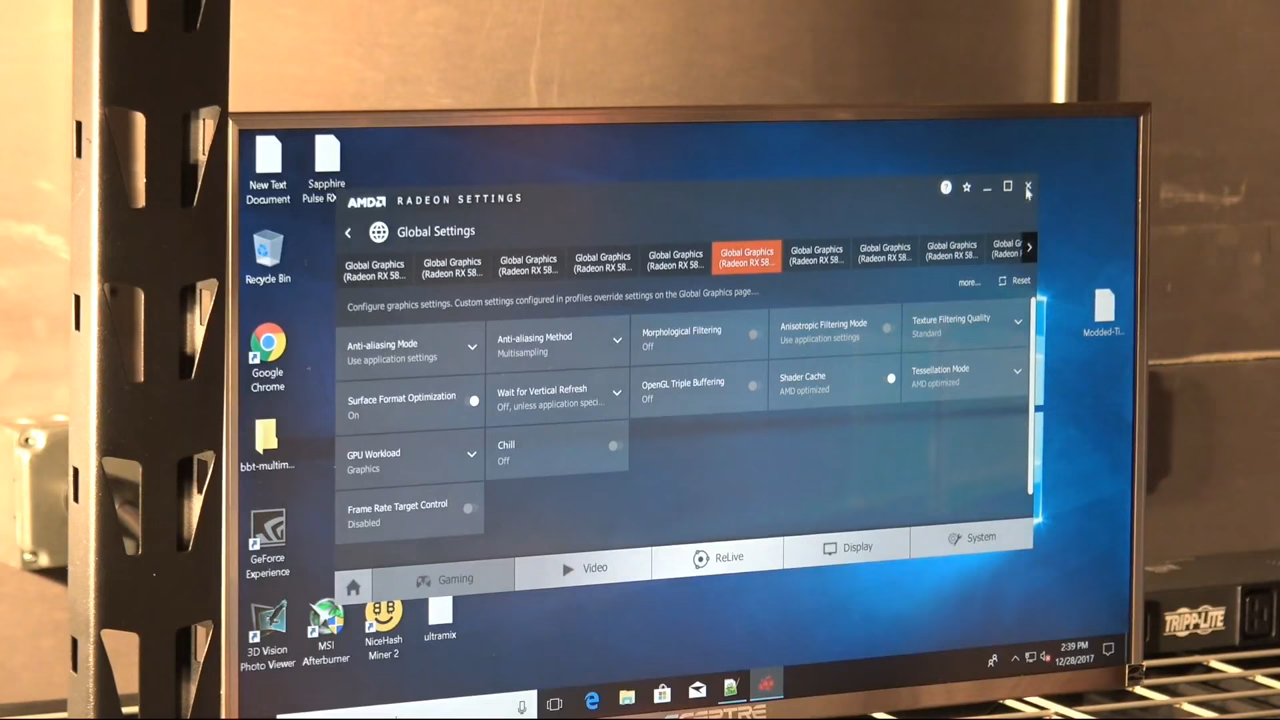 New Text
Document
Sapphire
Pulse RX
Recycle Bin
Google
Chrome
bbt-multim...
GeForce
Experience
3D Vision
Photo Viewer
MSI
Afterburner
NiceHash
Miner 2
ultramix
Modded-Ti...
AMD RADEON SETTINGS
Global Settings
Global Graphics
(Radeon RX 58...
Global Graphics
(Radeon RX 58...
Global Graphics
(Radeon RX 58...
Global Graphics
(Radeon RX 58...
Global Graphics
(Radeon RX 58...
Global Graphics
(Radeon RX 58...
Global Graphics
(Radeon RX 58...
Global Graphics
(Radeon RX 58...
Global Graphics
(Radeon RX 58...
Global Gr
(Radeon
Configure graphics settings. Custom settings configured in profiles override settings on the Global Graphics page...
more...
Reset
Anti-aliasing Mode
Use application settings
Anti-aliasing Method
Multisampling
Morphological Filtering
Off
Anisotropic Filtering Mode
Use application settings
Texture Filtering Quality
Standard
Surface Format Optimization
On
Wait for Vertical Refresh
Off, unless application speci...
OpenGL Triple Buffering
Off
Shader Cache
AMD optimized
Tessellation Mode
AMD optimized
GPU Workload
Graphics
Chill
Off
Frame Rate Target Control
Disabled
Gaming
Video
ReLive
Display
System
2:39 PM
12/28/2017
SCEPTRE
TRIPP·LITE